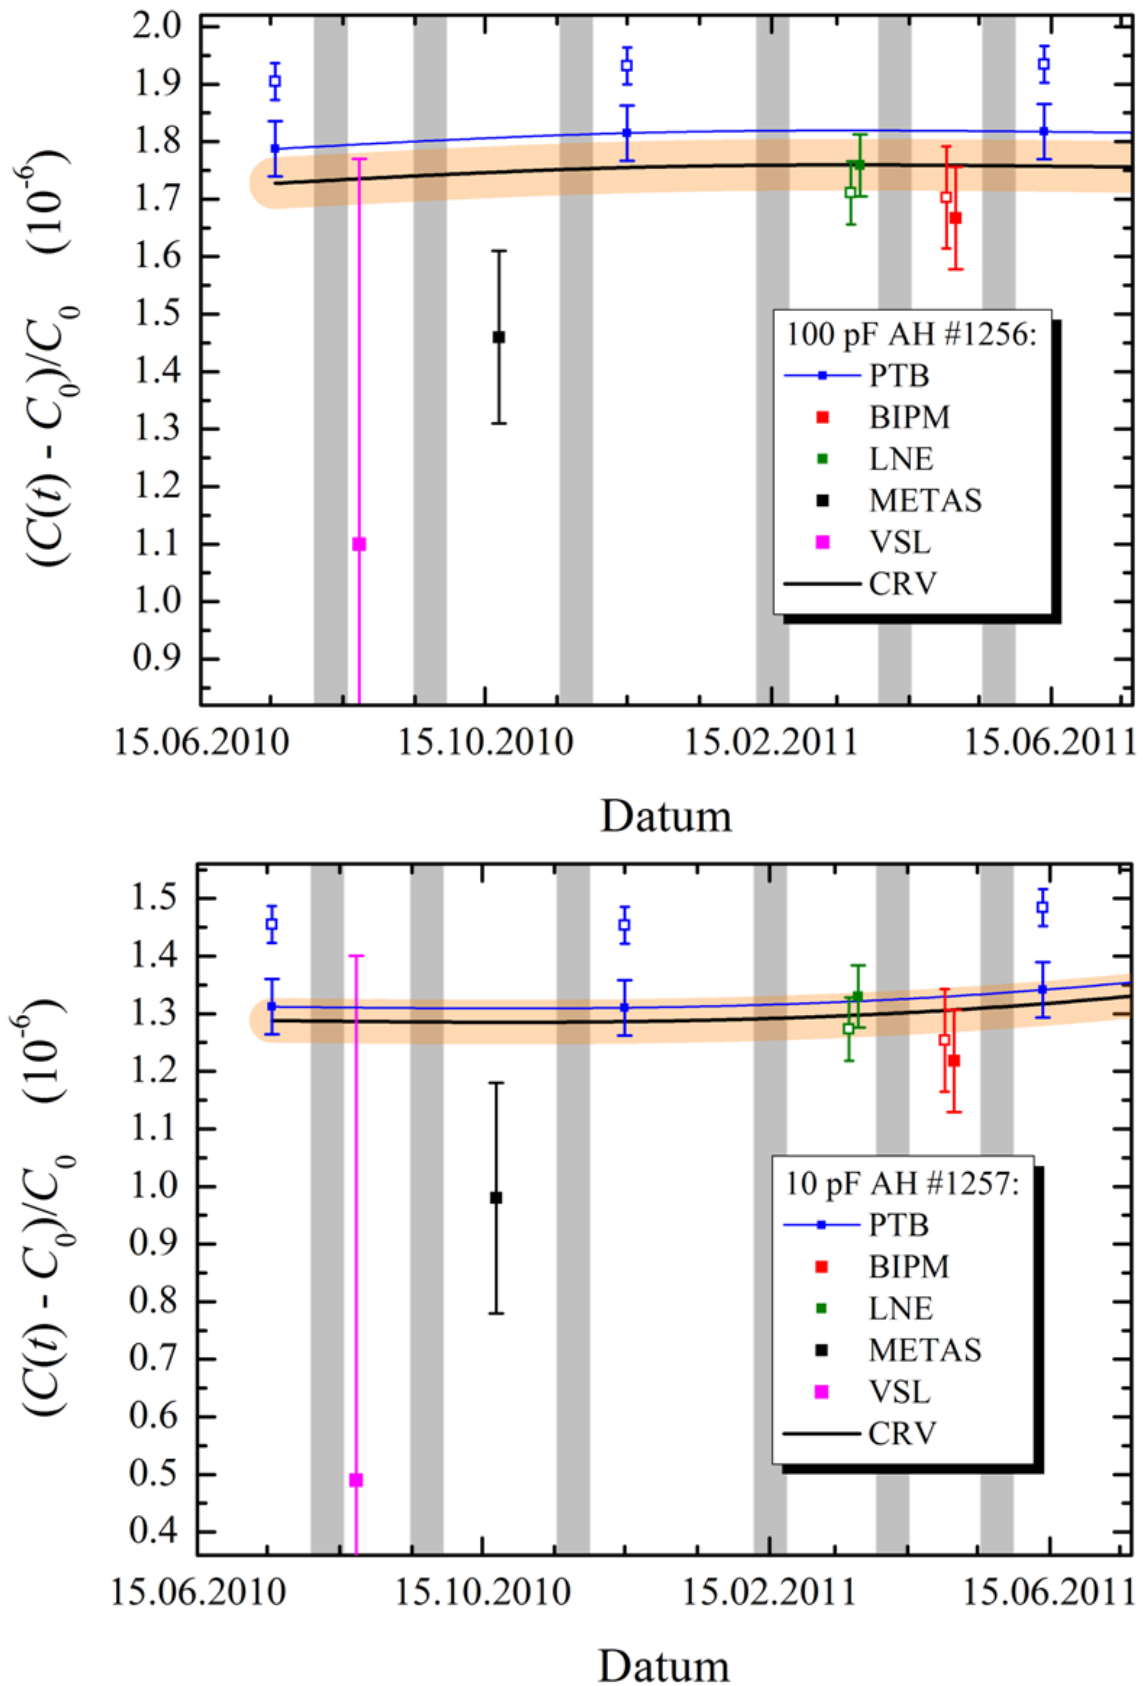 2.0
1.9
1.8
1.7
1.6
1.5
1.4
1.3
1.2
1.1
1.0
0.9
(C(t) - C₀)/C₀ (10⁻⁶)
100 pF AH #1256:
PTB
BIPM
LNE
METAS
VSL
CRV
15.06.2010 15.10.2010 15.02.2011 15.06.2011
Datum
1.5
1.4
1.3
1.2
1.1
1.0
0.9
0.8
0.7
0.6
0.5
0.4
(C(t) - C₀)/C₀ (10⁻⁶)
10 pF AH #1257:
PTB
BIPM
LNE
METAS
VSL
CRV
15.06.2010 15.10.2010 15.02.2011 15.06.2011
Datum